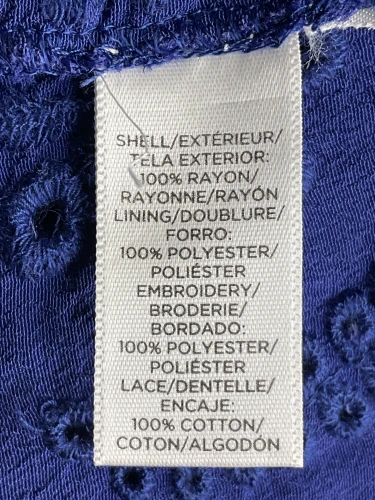 SHELL/EXTÉRIEUR/
TELA EXTERIOR:
100% RAYON/
RAYONNE/RAYÓN
LINING/DOUBLURE/
FORRO:
100% POLYESTER/
POLIÉSTER
EMBROIDERY/
BRODERIE/
BORDADO:
100% POLYESTER/
POLIÉSTER
LACE/DENTELLE/
ENCAJE:
100% COTTON/
COTON/ALGODÓN